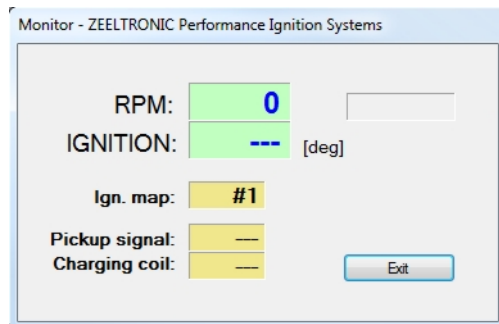 Monitor - ZEELTRONIC Performance Ignition Systems
RPM: 0
IGNITION: --- [deg]
Ign. map: #1
Pickup signal: ---
Charging coil: ---
Exit